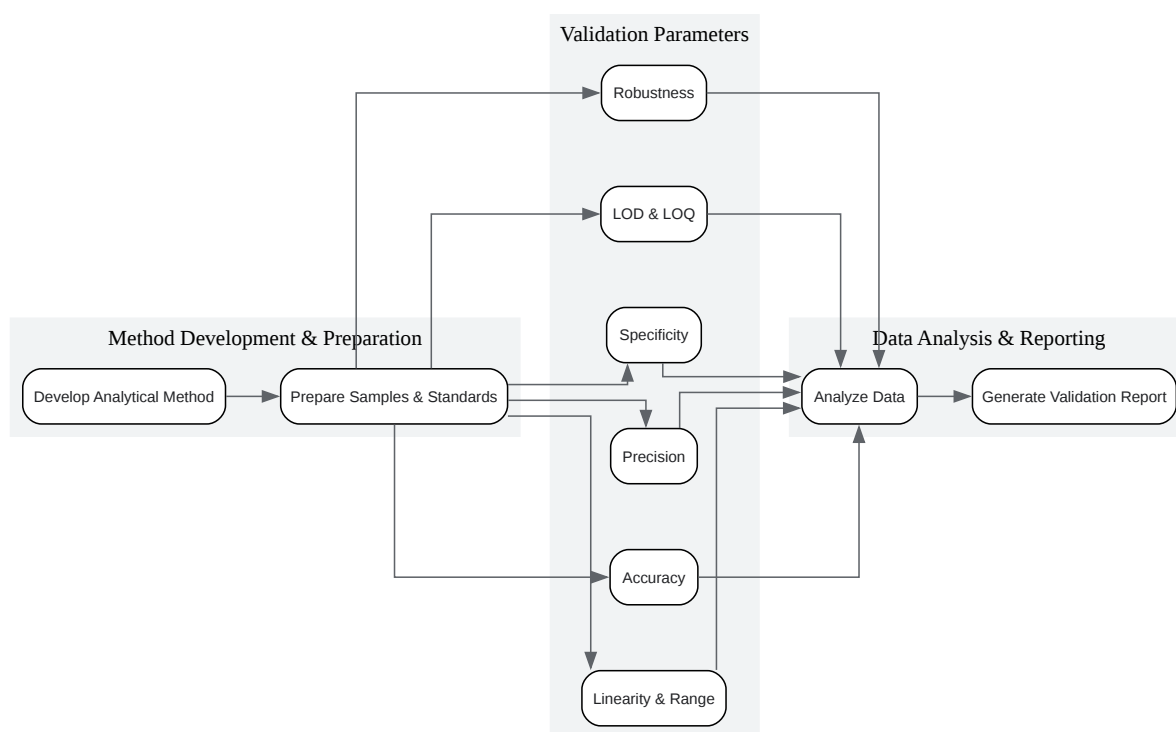 Validation Parameters
Robustness
LOD & LOQ
Specificity
Method Development & Preparation
Data Analysis & Reporting
Develop Analytical Method
Prepare Samples & Standards
Analyze Data
Generate Validation Report
Precision
Accuracy
Linearity & Range